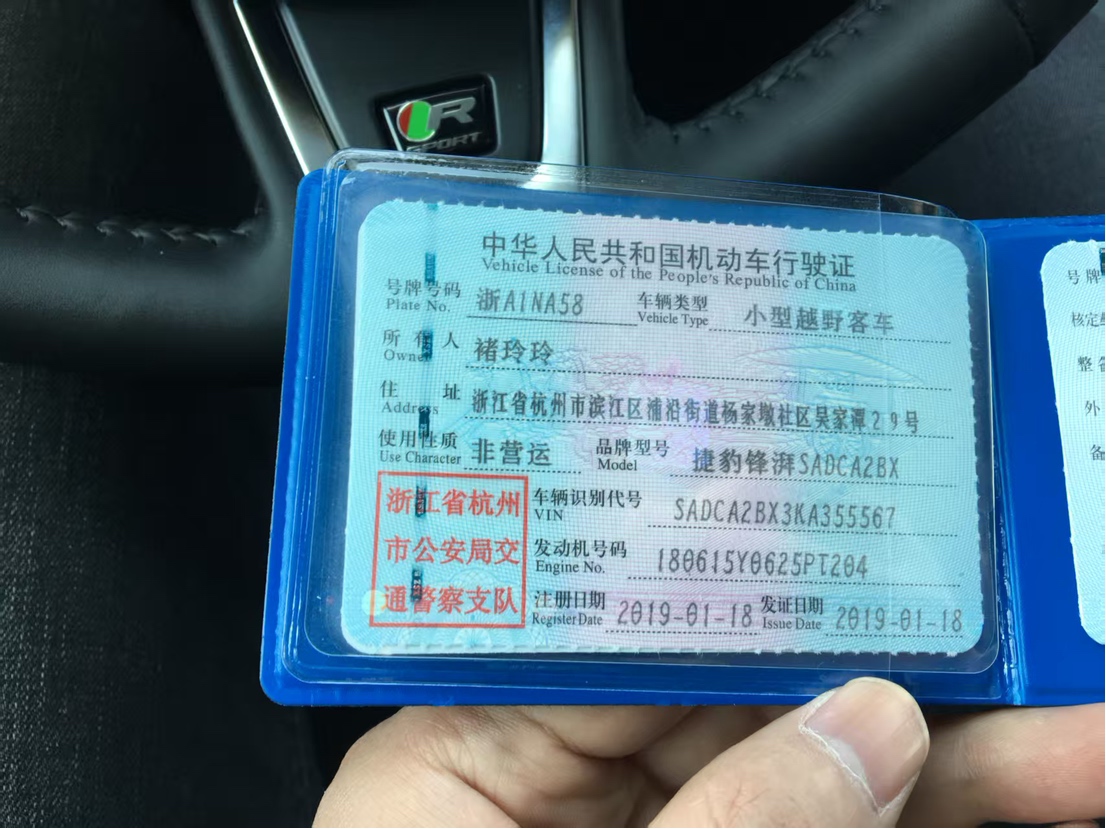 R
SPORT
中华人民共和国机动车行驶证
Vehicle License of the People's Republic of China
号牌号码 浙A1NA58 车辆类型 小型越野客车
Plate No. Vehicle Type
所有人 褚玲玲
Owner
住址 浙江省杭州市滨江区浦沿街道杨家墩社区吴家潭29号
Address
使用性质 非营运 品牌型号 捷豹锋湃SADCA2BX
Use Character Model
浙江省杭州
市公安局交
通警察支队
车辆识别代号 SADCA2BX3KA355567
VIN
发动机号码 180615Y0625PT204
Engine No.
注册日期 2019-01-18 发证日期 2019-01-18
Register Date Issue Date
号牌
核定
整备
外
备